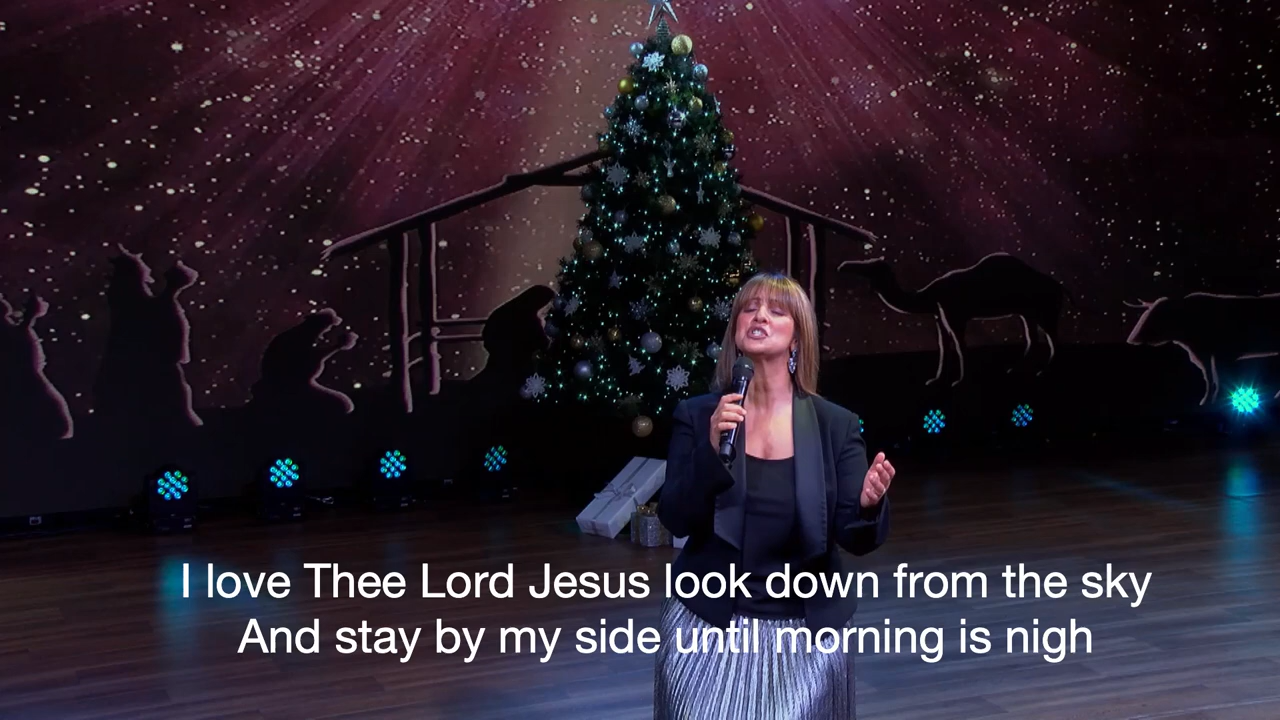 I love Thee Lord Jesus look down from the sky
And stay by my side until morning is nigh